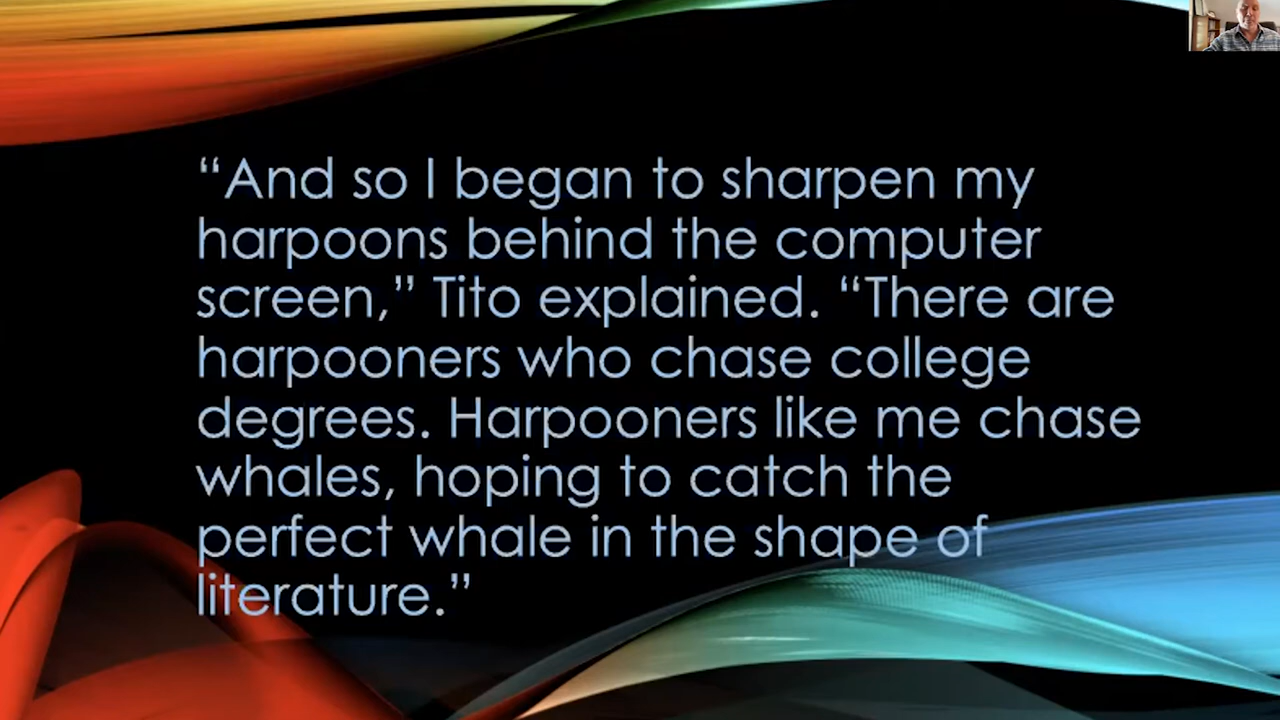 “And so I began to sharpen my
harpoons behind the computer
screen,” Tito explained. “There are
harpooners who chase college
degrees. Harpooners like me chase
whales, hoping to catch the
perfect whale in the shape of
literature.”